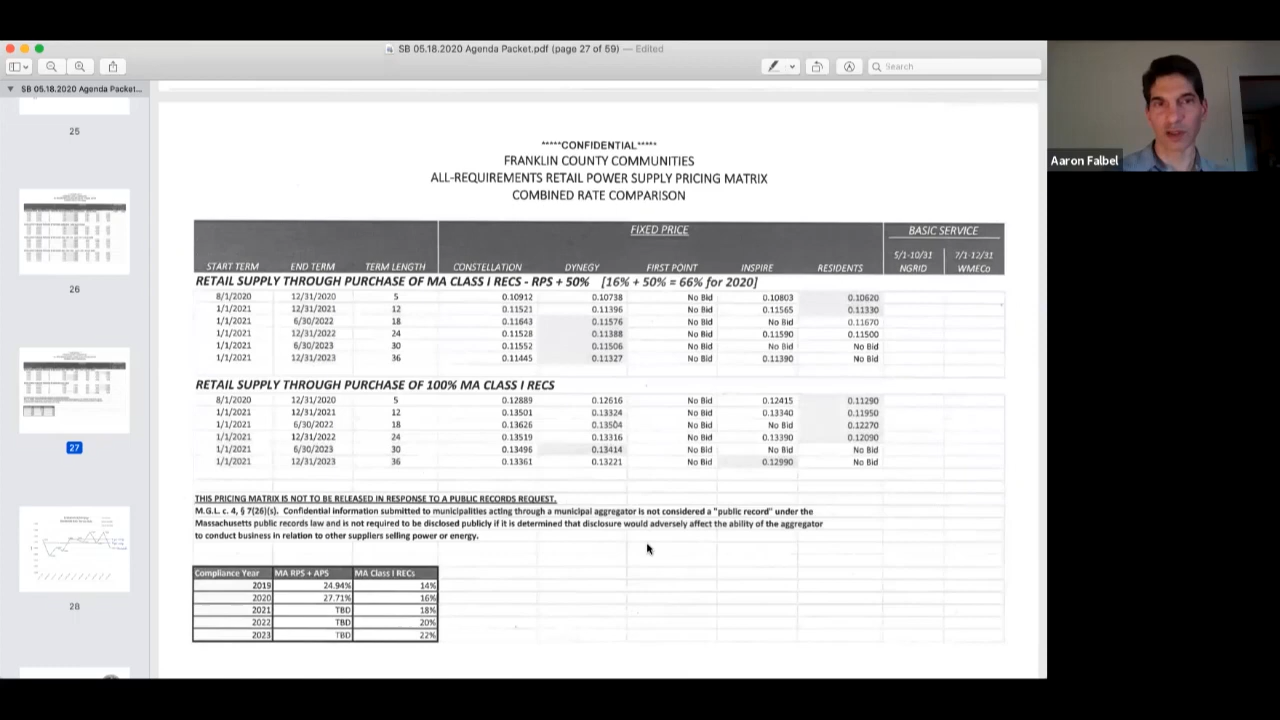 SB 05.18.2020 Agenda Packet.pdf (page 27 of 59) — Edited
Search
SB 05.18.2020 Agenda Packet...
25
26
27
28
*****CONFIDENTIAL*****
FRANKLIN COUNTY COMMUNITIES
ALL-REQUIREMENTS RETAIL POWER SUPPLY PRICING MATRIX
COMBINED RATE COMPARISON
FIXED PRICE BASIC SERVICE
5/1-10/31 7/1-12/31
START TERM END TERM TERM LENGTH CONSTELLATION DYNEGY FIRST POINT INSPIRE RESIDENTS NGRID WMECo
RETAIL SUPPLY THROUGH PURCHASE OF MA CLASS I RECS - RPS + 50% [16% + 50% = 66% for 2020]
8/1/2020 12/31/2020 5 0.10912 0.10738 No Bid 0.10803 0.10620
1/1/2021 12/31/2021 12 0.11521 0.11396 No Bid 0.11565 0.11330
1/1/2021 6/30/2022 18 0.11643 0.11576 No Bid No Bid 0.11670
1/1/2021 12/31/2022 24 0.11528 0.11388 No Bid 0.11590 0.11500
1/1/2021 6/30/2023 30 0.11552 0.11506 No Bid No Bid No Bid
1/1/2021 12/31/2023 36 0.11445 0.11327 No Bid 0.11390 No Bid
RETAIL SUPPLY THROUGH PURCHASE OF 100% MA CLASS I RECS
8/1/2020 12/31/2020 5 0.12889 0.12616 No Bid 0.12415 0.11290
1/1/2021 12/31/2021 12 0.13501 0.13324 No Bid 0.13340 0.11950
1/1/2021 6/30/2022 18 0.13626 0.13504 No Bid No Bid 0.12270
1/1/2021 12/31/2022 24 0.13519 0.13316 No Bid 0.13390 0.12090
1/1/2021 6/30/2023 30 0.13496 0.13414 No Bid No Bid No Bid
1/1/2021 12/31/2023 36 0.13361 0.13221 No Bid 0.12990 No Bid
THIS PRICING MATRIX IS NOT TO BE RELEASED IN RESPONSE TO A PUBLIC RECORDS REQUEST.
M.G.L. c. 4, § 7(26)(s). Confidential information submitted to municipalities acting through a municipal aggregator is not considered a "public record" under the
Massachusetts public records law and is not required to be disclosed publicly if it is determined that disclosure would adversely affect the ability of the aggregator
to conduct business in relation to other suppliers selling power or energy.
Compliance Year MA RPS + APS MA Class I RECs
2019 24.94% 14%
2020 27.71% 16%
2021 TBD 18%
2022 TBD 20%
2023 TBD 22%
Aaron Falbel